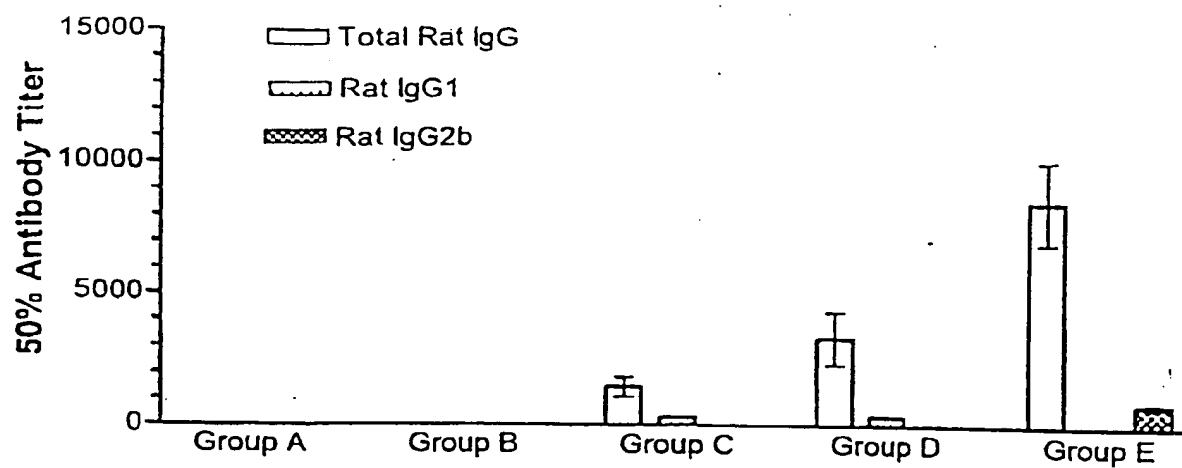 50% Antibody Titer
15000
10000
5000
0
Total Rat IgG
Rat IgG1
Rat IgG2b
Group A
Group B
Group C
Group D
Group E